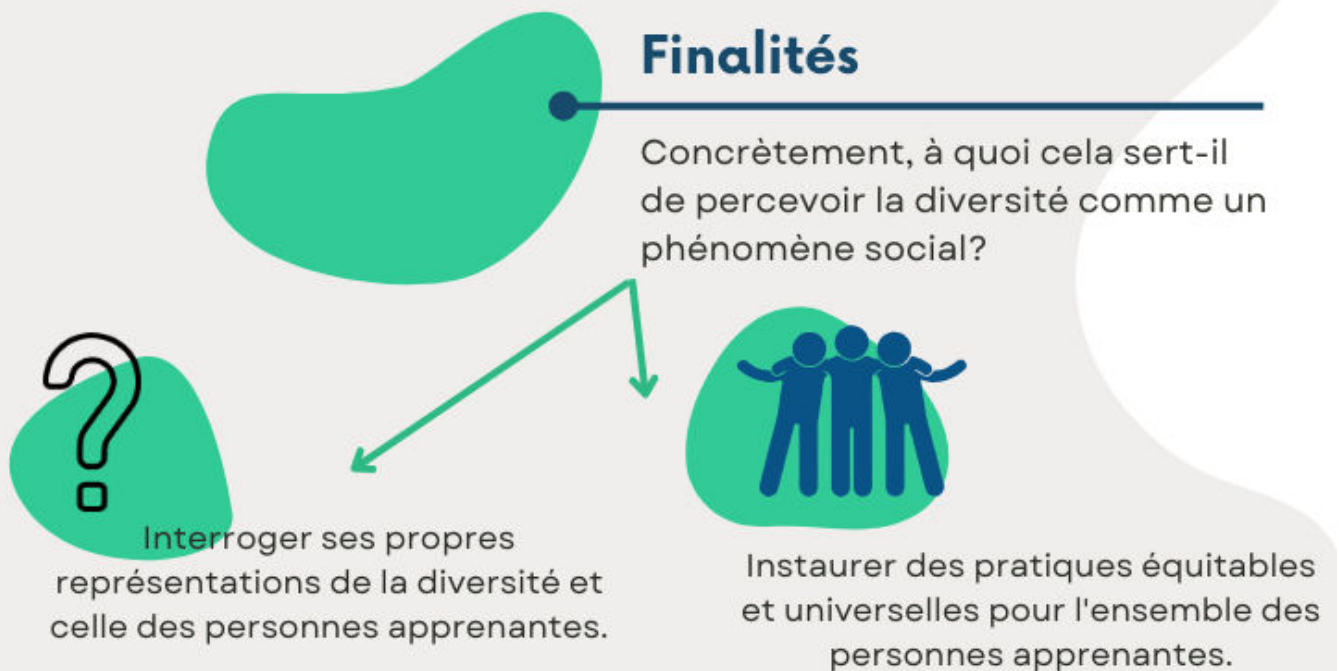 Finalités
Concrètement, à quoi cela sert-il
de percevoir la diversité comme un
phénomène social?
Interroger ses propres
représentations de la diversité et
celle des personnes apprenantes.
Instaurer des pratiques équitables
et universelles pour l'ensemble des
personnes apprenantes.